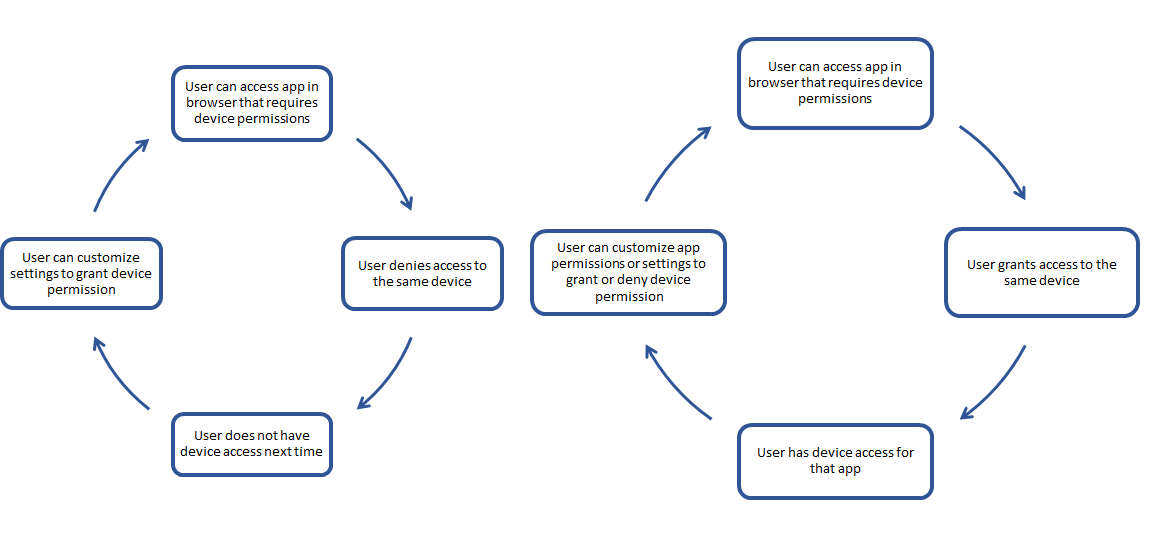 User can access app in
browser that requires
device permissions
User denies access to
the same device
User does not have
device access next time
User can customize
settings to grant device
permission
User can access app in
browser that requires device
permissions
User grants access to the
same device
User has device access for
that app
User can customize app
permissions or settings to
grant or deny device
permission